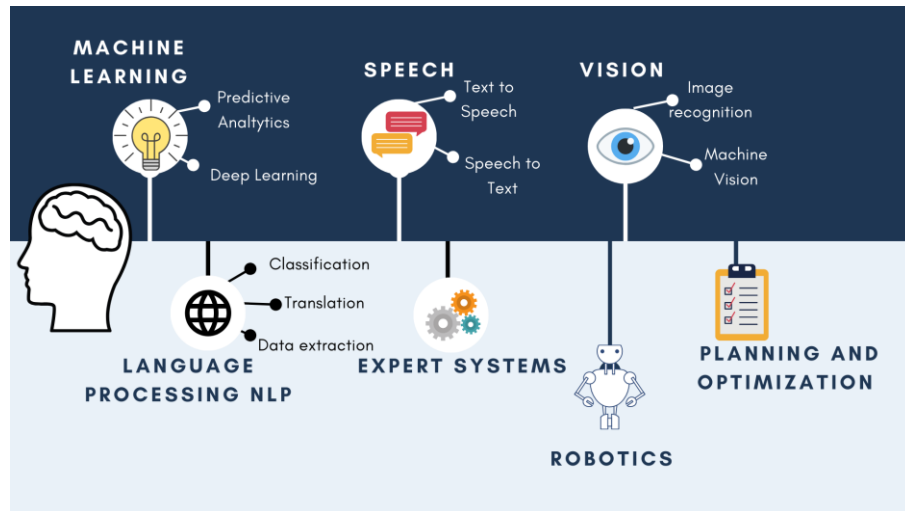 MACHINE
LEARNING
Predictive
Analtytics
Deep Learning
SPEECH
Text to
Speech
Speech to
Text
VISION
Image
recognition
Machine
Vision
Classification
Translation
Data extraction
LANGUAGE
PROCESSING NLP
EXPERT SYSTEMS
ROBOTICS
PLANNING AND
OPTIMIZATION